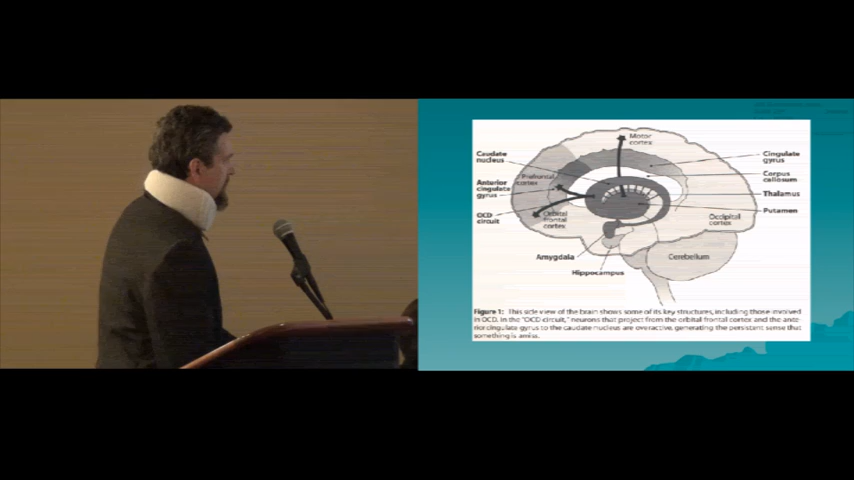 Motor
cortex
Caudate
nucleus
Cingulate
gyrus
Prefrontal
cortex
Corpus
callosum
Anterior
cingulate
gyrus
Thalamus
Putamen
OCD
circuit
Orbital
frontal
cortex
Occipital
cortex
Amygdala
Cerebellum
Hippocampus
Figure 1: This side view of the brain shows some of its key structures, including those involved
in OCD. In the "OCD circuit," neurons that project from the orbital frontal cortex and the ante-
rior cingulate gyrus to the caudate nucleus are overactive, generating the persistent sense that
something is amiss.